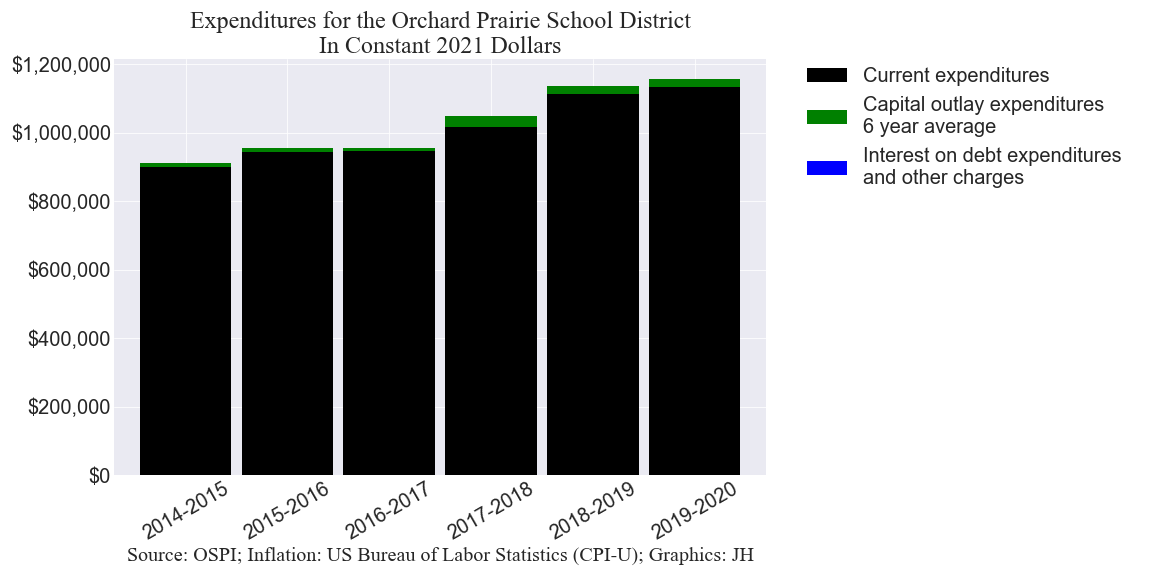 Expenditures for the Orchard Prairie School District
In Constant 2021 Dollars
$1,200,000
$1,000,000
$800,000
$600,000
$400,000
$200,000
$0
2014-2015
2015-2016
2016-2017
2017-2018
2018-2019
2019-2020
Current expenditures
Capital outlay expenditures
6 year average
Interest on debt expenditures
and other charges
Source: OSPI; Inflation: US Bureau of Labor Statistics (CPI-U); Graphics: JH